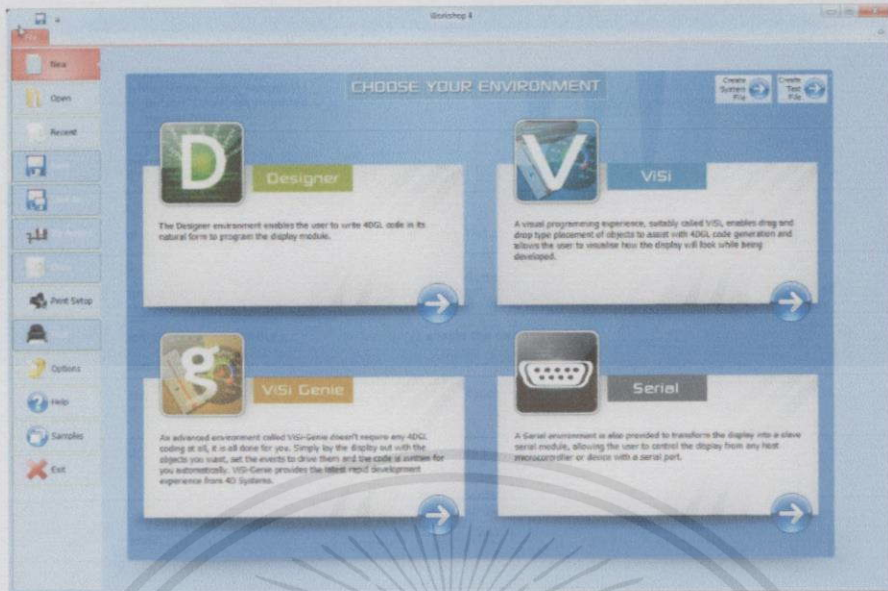 Workshop 4
File
New
Open
Recent
Print Setup
Options
Help
Samples
Exit
CHOOSE YOUR ENVIRONMENT
Create
System
File
Create
Test
File
D
Designer
The Designer environment enables the user to write 4DGL code in its
natural form to program the display module.
V
ViSi
A visual programming experience, suitably called ViSi, enables drag and
drop type placement of objects to assist with 4DGL code generation and
allows the user to visualise how the display will look while being
developed.
g
ViSi Genie
An advanced environment called ViSi-Genie doesn't require any 4DGL
coding at all, it is all done for you. Simply lay the display out with the
objects you want, set the events to drive them and the code is written for
you automatically. ViSi-Genie provides the latest rapid development
experience from 4D Systems.
Serial
A Serial environment is also provided to transform the display into a slave
serial module, allowing the user to control the display from any host
microcontroller or device with a serial port.